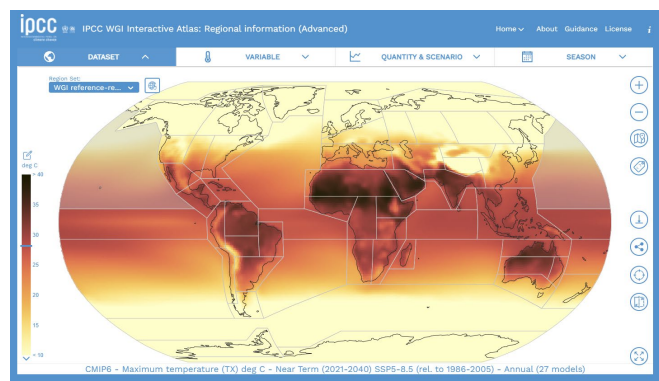 ipcc IPCC WGI Interactive Atlas: Regional information (Advanced) Home About Guidance License i
DATASET VARIABLE QUANTITY & SCENARIO SEASON
Region Set:
WGI reference-re...
deg C
> 40
35
30
25
20
15
< 10
CMIP6 - Maximum temperature (TX) deg C - Near Term (2021-2040) SSP5-8.5 (rel. to 1986-2005) - Annual (27 models)